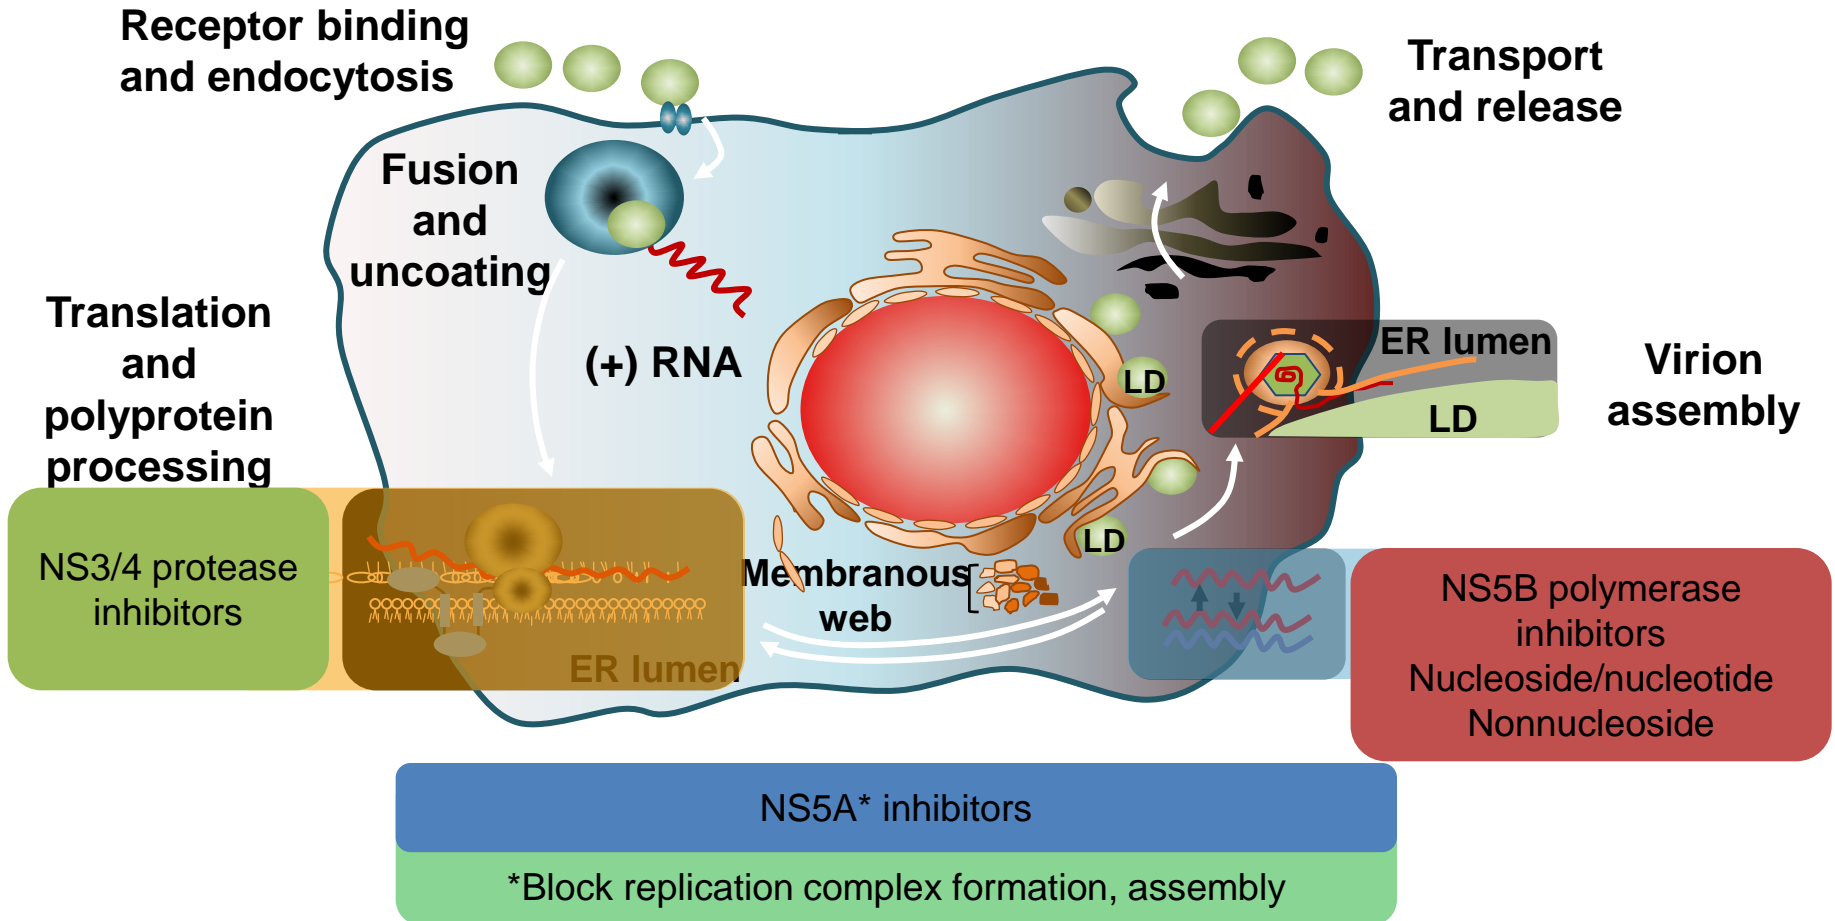 Receptor binding
and endocytosis
Transport
and release
Fusion
and
uncoating
Translation
and
polyprotein
processing
(+) RNA
LD
ER lumen
LD
Virion
assembly
LD
NS3/4 protease
inhibitors
Membranous
web
ER lumen
NS5B polymerase
inhibitors
Nucleoside/nucleotide
Nonnucleoside
NS5A* inhibitors
*Block replication complex formation, assembly